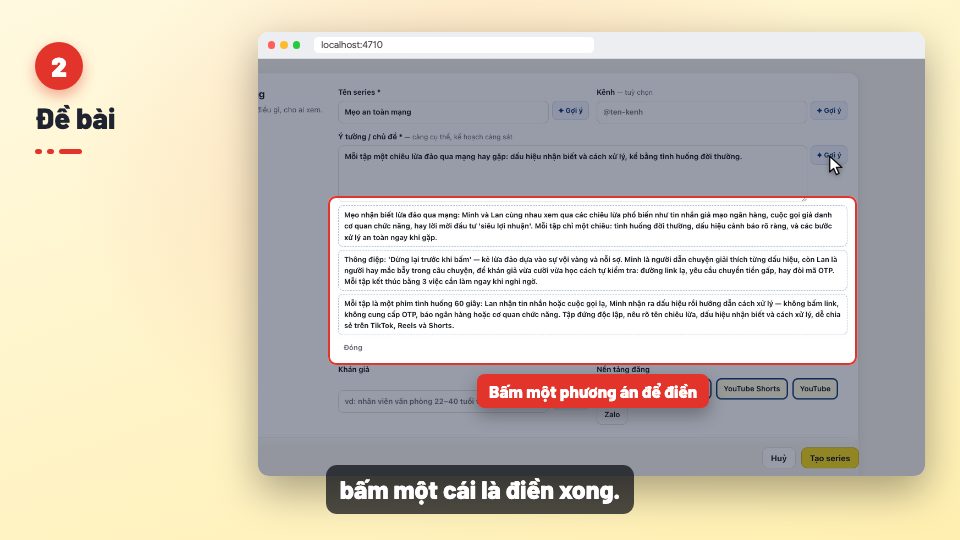 2
Đề bài
localhost:4710
g
điều gì, cho ai xem.
Tên series *
Mẹo an toàn mạng
✦ Gợi ý
Kênh — tuỳ chọn
@ten-kenh
✦ Gợi ý
Ý tưởng / chủ đề * — càng cụ thể, kế hoạch càng sát
Mỗi tập một chiêu lừa đảo qua mạng hay gặp: dấu hiệu nhận biết và cách xử lý, kể bằng tình huống đời thường.
✦ Gợi ý
Mẹo nhận biết lừa đảo qua mạng: Minh và Lan cùng nhau xem qua các chiêu lừa phổ biến như tin nhắn giả mạo ngân hàng, cuộc gọi giả danh
cơ quan chức năng, hay lời mời đầu tư 'siêu lợi nhuận'. Mỗi tập chỉ một chiêu: tình huống đời thường, dấu hiệu cảnh báo rõ ràng, và các bước
xử lý an toàn ngay khi gặp.
Thông điệp: 'Dừng lại trước khi bấm' — kẻ lừa đảo dựa vào sự vội vàng và nỗi sợ. Minh là người dẫn chuyện giải thích từng dấu hiệu, còn Lan là
người hay mắc bẫy trong câu chuyện, để khán giả vừa cười vừa học cách tự kiểm tra: đường link lạ, yêu cầu chuyển tiền gấp, hay đòi mã OTP.
Mỗi tập kết thúc bằng 3 việc cần làm ngay khi nghi ngờ.
Mỗi tập là một phim tình huống 60 giây: Lan nhận tin nhắn hoặc cuộc gọi lạ, Minh nhận ra dấu hiệu rồi hướng dẫn cách xử lý — không bấm link,
không cung cấp OTP, báo ngân hàng hoặc cơ quan chức năng. Tập đứng độc lập, nêu rõ tên chiêu lừa, dấu hiệu nhận biết và cách xử lý, dễ chia
sẻ trên TikTok, Reels và Shorts.
Đóng
Khán giả
Nền tảng đăng
vd: nhân viên văn phòng 22–40 tuổi
Bấm một phương án để điền
YouTube Shorts
YouTube
Zalo
Huỷ
Tạo series
bấm một cái là điền xong.